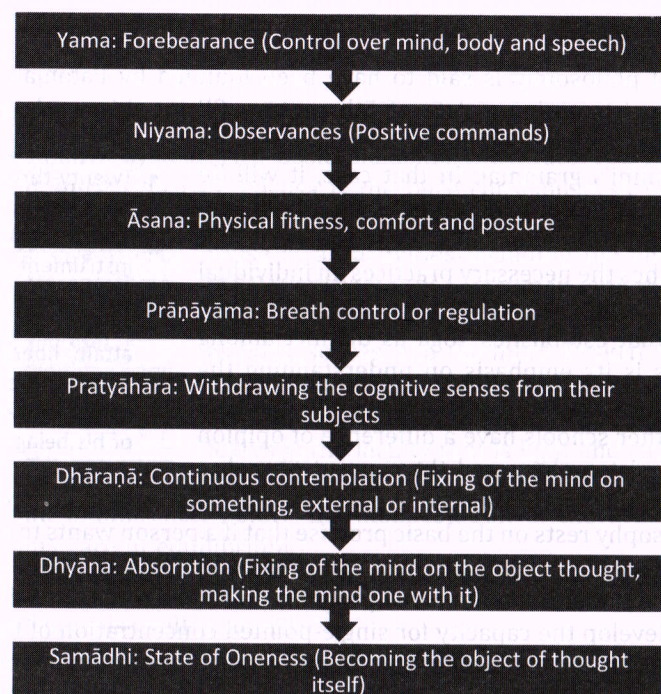 Yama: Forebearance (Control over mind, body and speech)
Niyama: Observances (Positive commands)
Āsana: Physical fitness, comfort and posture
Prāṇāyāma: Breath control or regulation
Pratyāhāra: Withdrawing the cognitive senses from their
subjects
Dhāraṇā: Continuous contemplation (Fixing of the mind on
something, external or internal)
Dhyāna: Absorption (Fixing of the mind on the object thought,
making the mind one with it)
Samādhi: State of Oneness (Becoming the object of thought
itself)